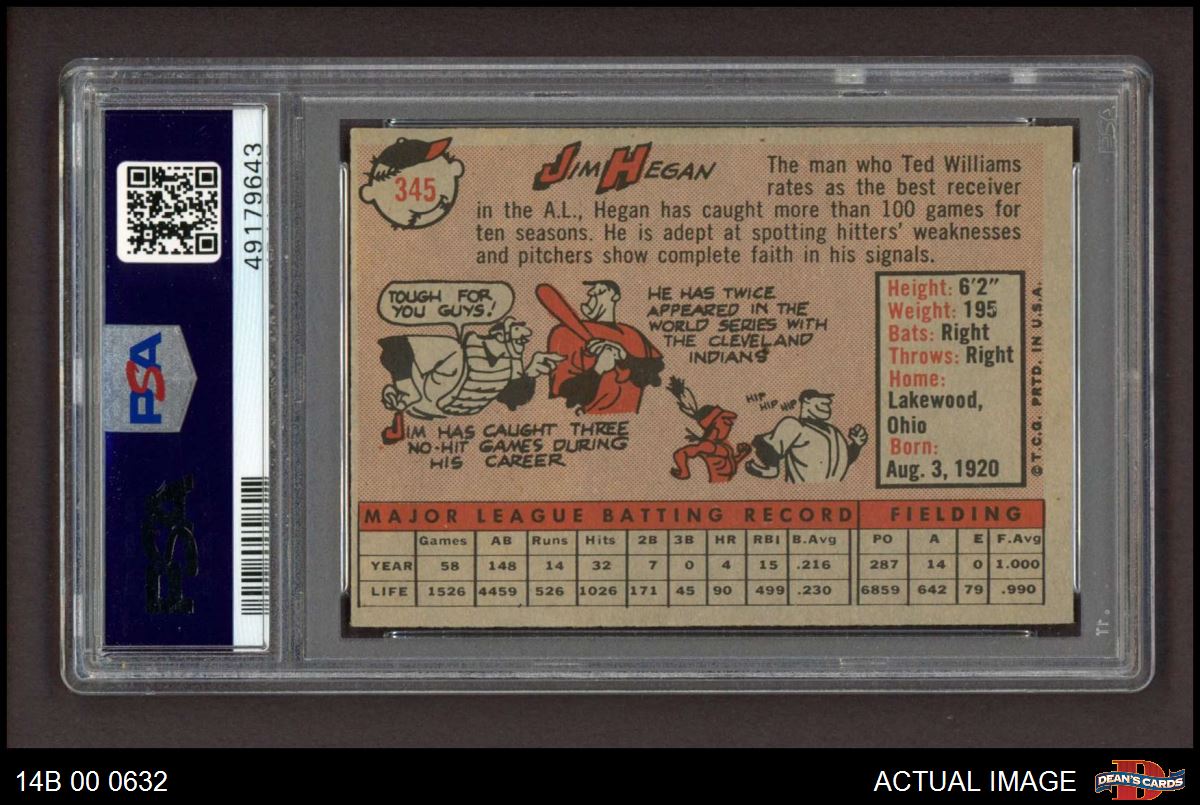 49179643
PSA
PSA
345
JIM HEGAN
The man who Ted Williams
rates as the best receiver
in the A.L., Hegan has caught more than 100 games for
ten seasons. He is adept at spotting hitters' weaknesses
and pitchers show complete faith in his signals.
TOUGH FOR
YOU GUYS!
JIM HAS CAUGHT THREE
NO-HIT GAMES DURING
HIS CAREER
HE HAS TWICE
APPEARED IN THE
WORLD SERIES WITH
THE CLEVELAND
INDIANS
HIP HIP HIP
Height: 6'2"
Weight: 195
Bats: Right
Throws: Right
Home:
Lakewood,
Ohio
Born:
Aug. 3, 1920
©T.C.G. PRTD. IN U.S.A.
MAJOR LEAGUE BATTING RECORD FIELDING
Games AB Runs Hits 2B 3B HR RBI B.Avg PO A E F.Avg
YEAR 58 148 14 32 7 0 4 15 .216 287 14 0 1.000
LIFE 1526 4459 526 1026 171 45 90 499 .230 6859 642 79 .990
PSA
14B 00 0632
ACTUAL IMAGE
DEAN'S CARDS